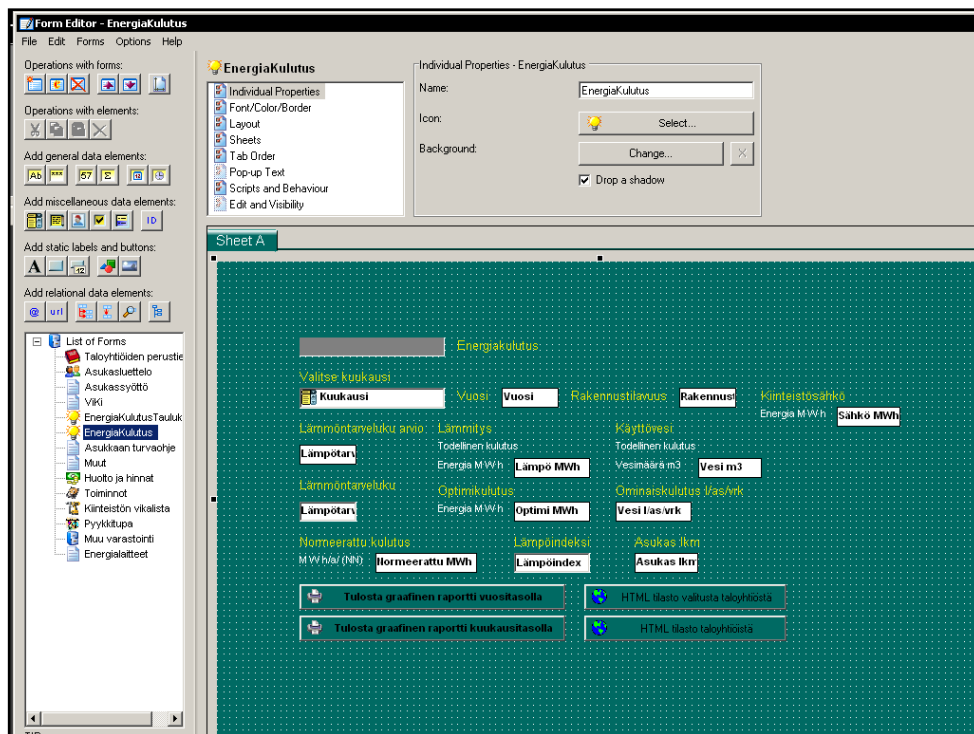 Form Editor - EnergiaKulutus
File Edit Forms Options Help
Operations with forms:
Operations with elements:
Add general data elements:
Ab *** 57 Σ 12
Add miscellaneous data elements:
ID
Add static labels and buttons:
A 12
Add relational data elements:
@ url
List of Forms
Taloyhtiöiden perustie
Asukasluettelo
Asukassyöttö
ViKi
EnergiaKulutusTauluk
EnergiaKulutus
Asukkaan turvaohje
Muut
Huolto ja hinnat
Toiminnot
Kiinteistön vikalista
Pyykkitupa
Muu varastointi
Energialaitteet
EnergiaKulutus
Individual Properties
Font/Color/Border
Layout
Sheets
Tab Order
Pop-up Text
Scripts and Behaviour
Edit and Visibility
Individual Properties - EnergiaKulutus
Name: EnergiaKulutus
Icon: Select...
Background: Change... X
Drop a shadow
Sheet A
Energiakulutus
Valitse kuukausi
Kuukausi Vuosi Vuosi Rakennustilavuus Rakennust Kiinteistösähkö
Energia MWh Sähkö MWh
Lämmöntarveluku arvio Lämmitys Käyttövesi
Todellinen kulutus Todellinen kulutus
Lämpötarv Energia MWh Lämpö MWh Vesimäärä m3 Vesi m3
Lämmöntarveluku Optimikulutus Ominaiskulutus l/as/vrk
Lämpötarv Energia MWh Optimi MWh Vesi l/as/vrk
Normeerattu kulutus Lämpöindeksi Asukas lkm
MWh/a/ (NN) Normeerattu MWh Lämpöindex Asukas lkm
Tulosta graafinen raportti vuositasolla HTML tilasto valitusta taloyhtiöstä
Tulosta graafinen raportti kuukausitasolla HTML tilasto taloyhtiöistä